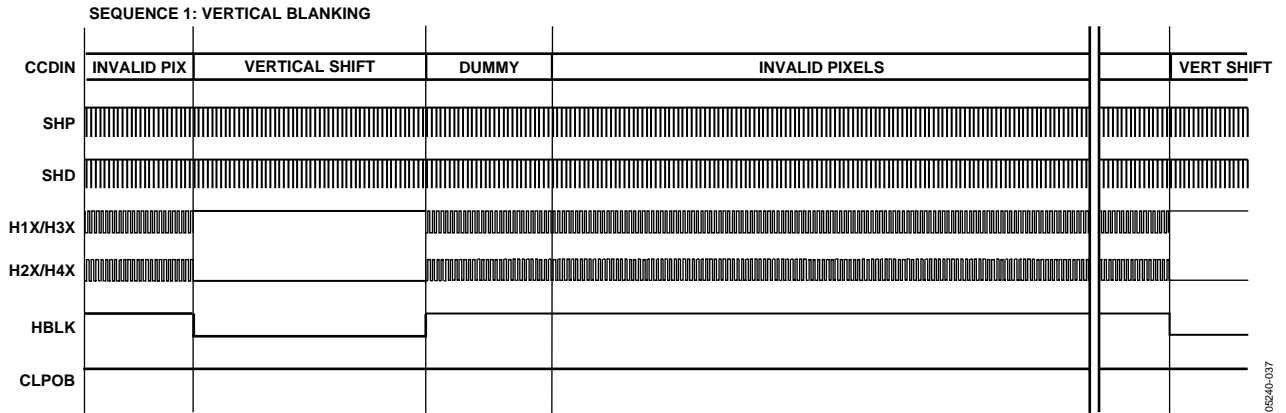 SEQUENCE 1: VERTICAL BLANKING
CCDIN
INVALID PIX
VERTICAL SHIFT
DUMMY
INVALID PIXELS
VERT SHIFT
SHP
SHD
H1X/H3X
H2X/H4X
HBLK
CLPOB
05240-037